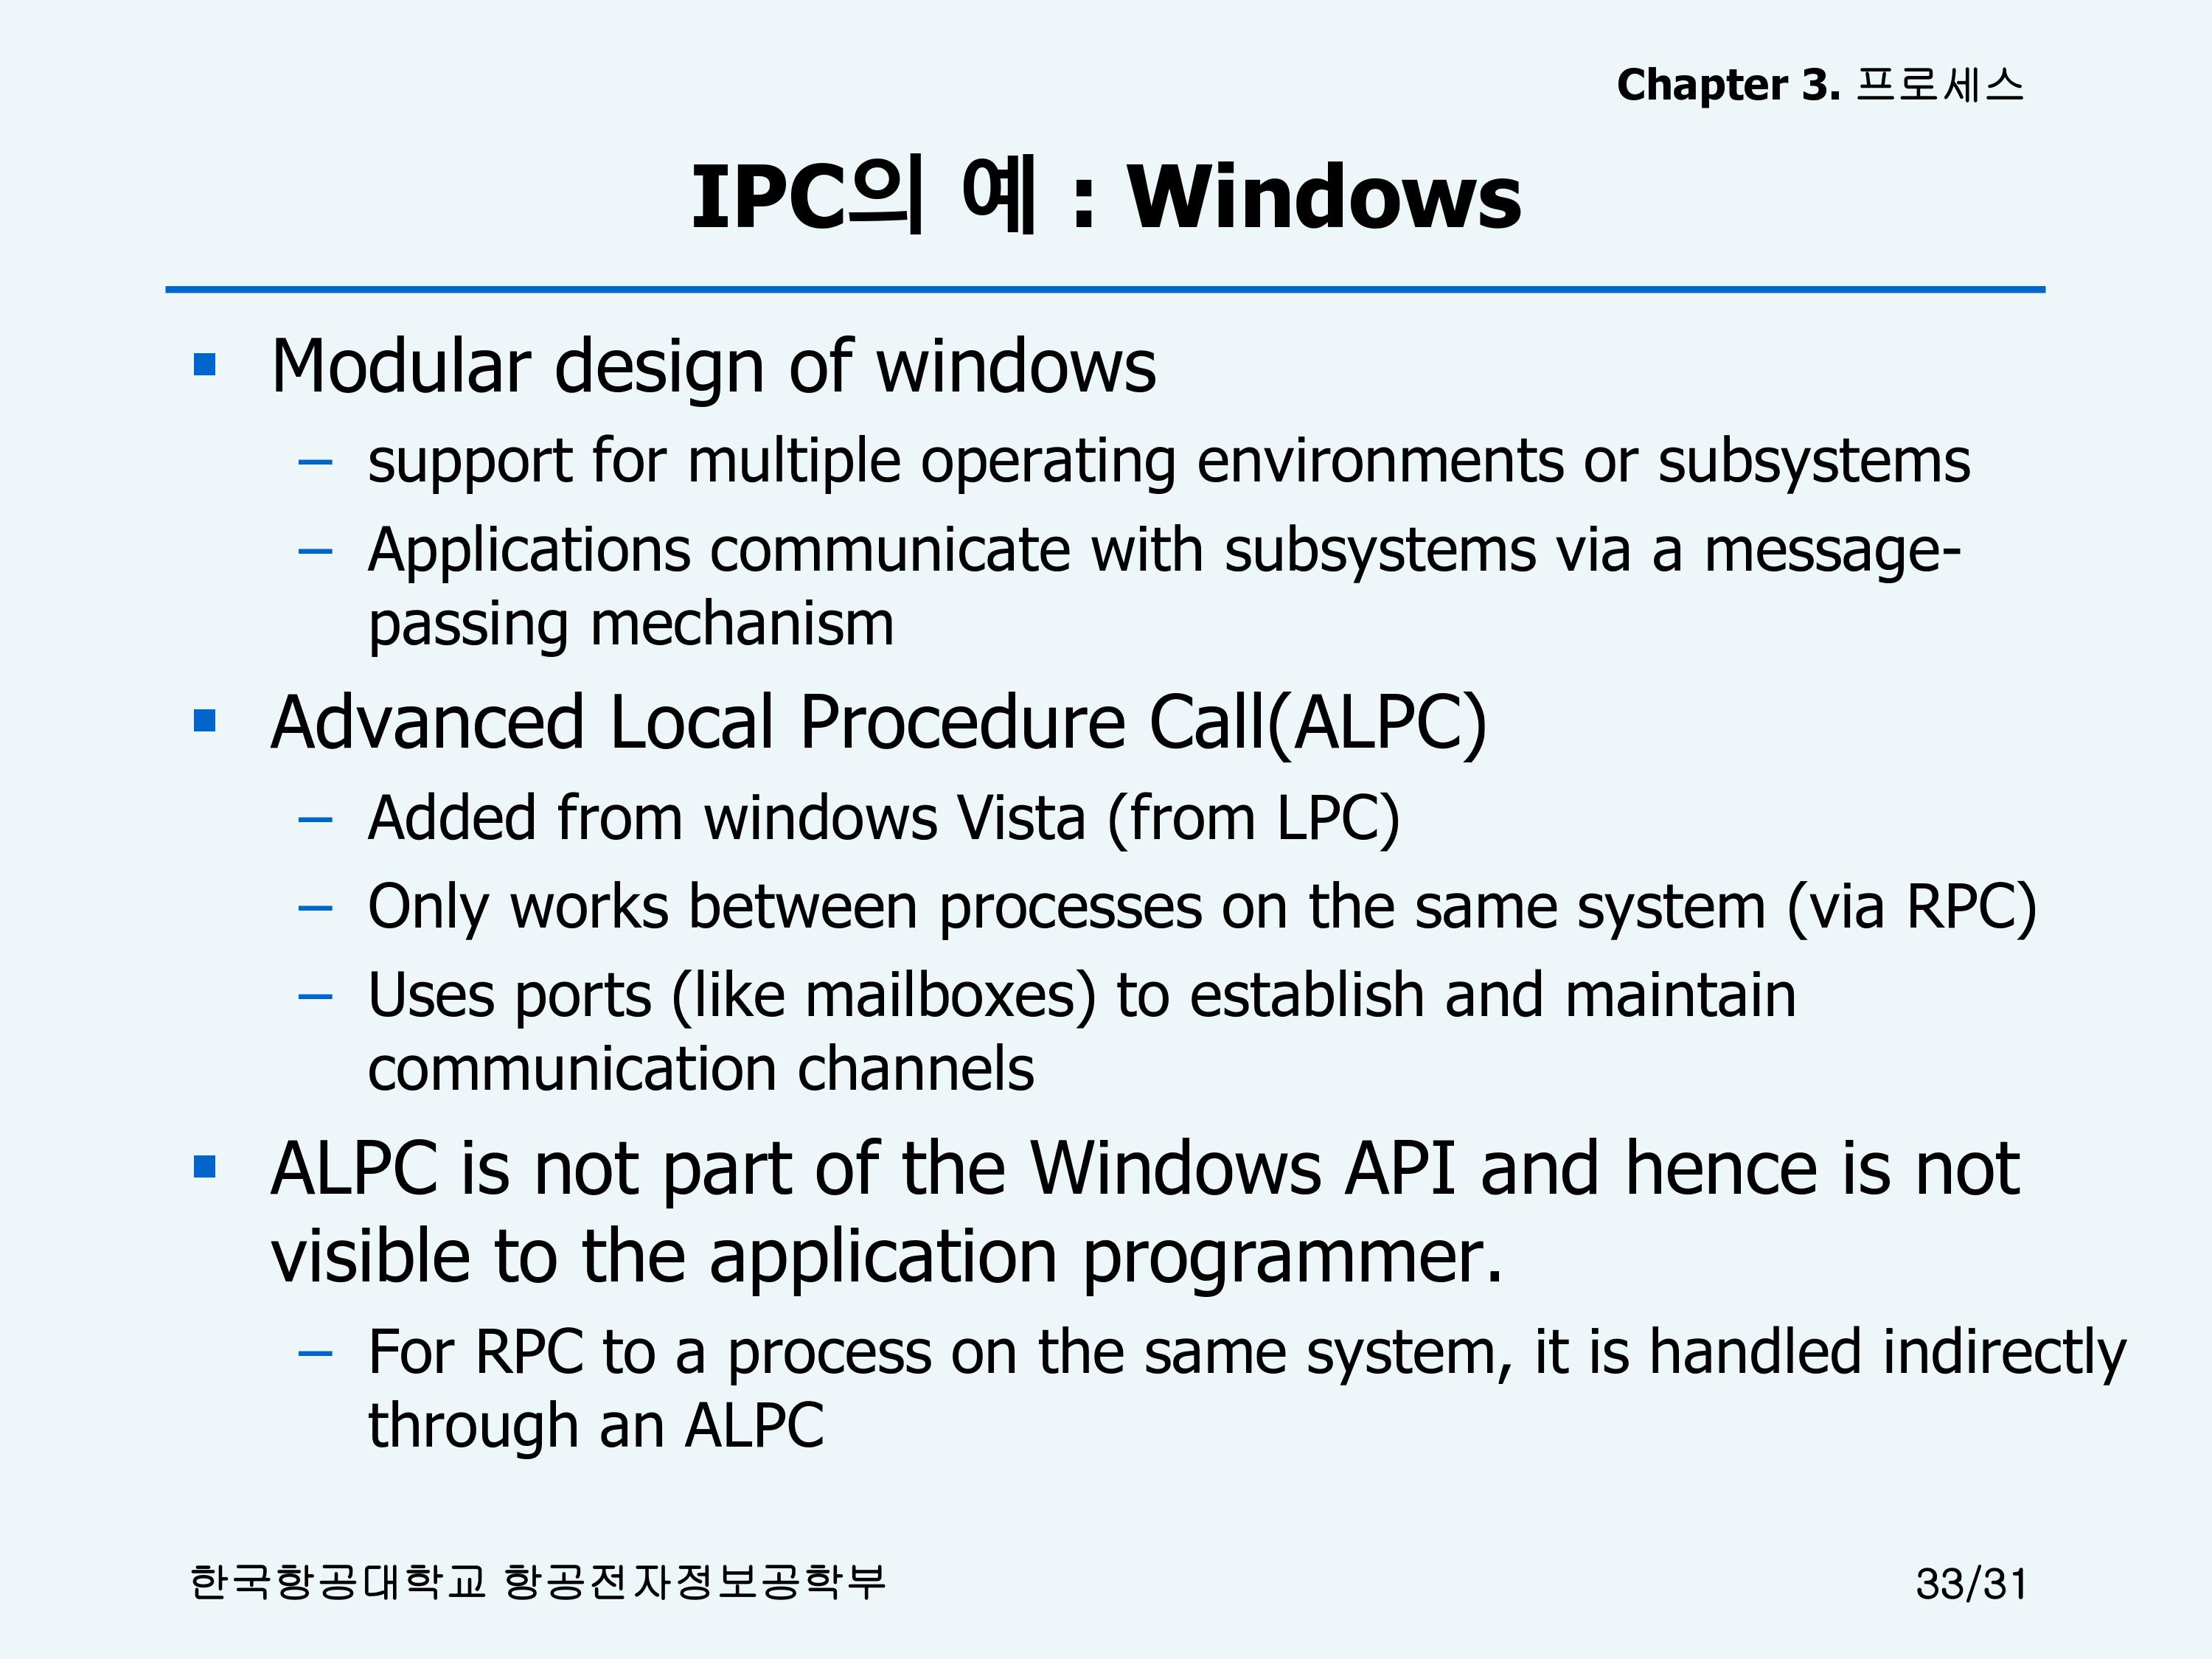 Chapter 3. 프로세스
IPC의 예 : Windows
▪ Modular design of windows
– support for multiple operating environments or subsystems
– Applications communicate with subsystems via a message-
passing mechanism
▪ Advanced Local Procedure Call(ALPC)
– Added from windows Vista (from LPC)
– Only works between processes on the same system (via RPC)
– Uses ports (like mailboxes) to establish and maintain
communication channels
▪ ALPC is not part of the Windows API and hence is not
visible to the application programmer.
– For RPC to a process on the same system, it is handled indirectly
through an ALPC
한국항공대학교 항공전자정보공학부
33/31